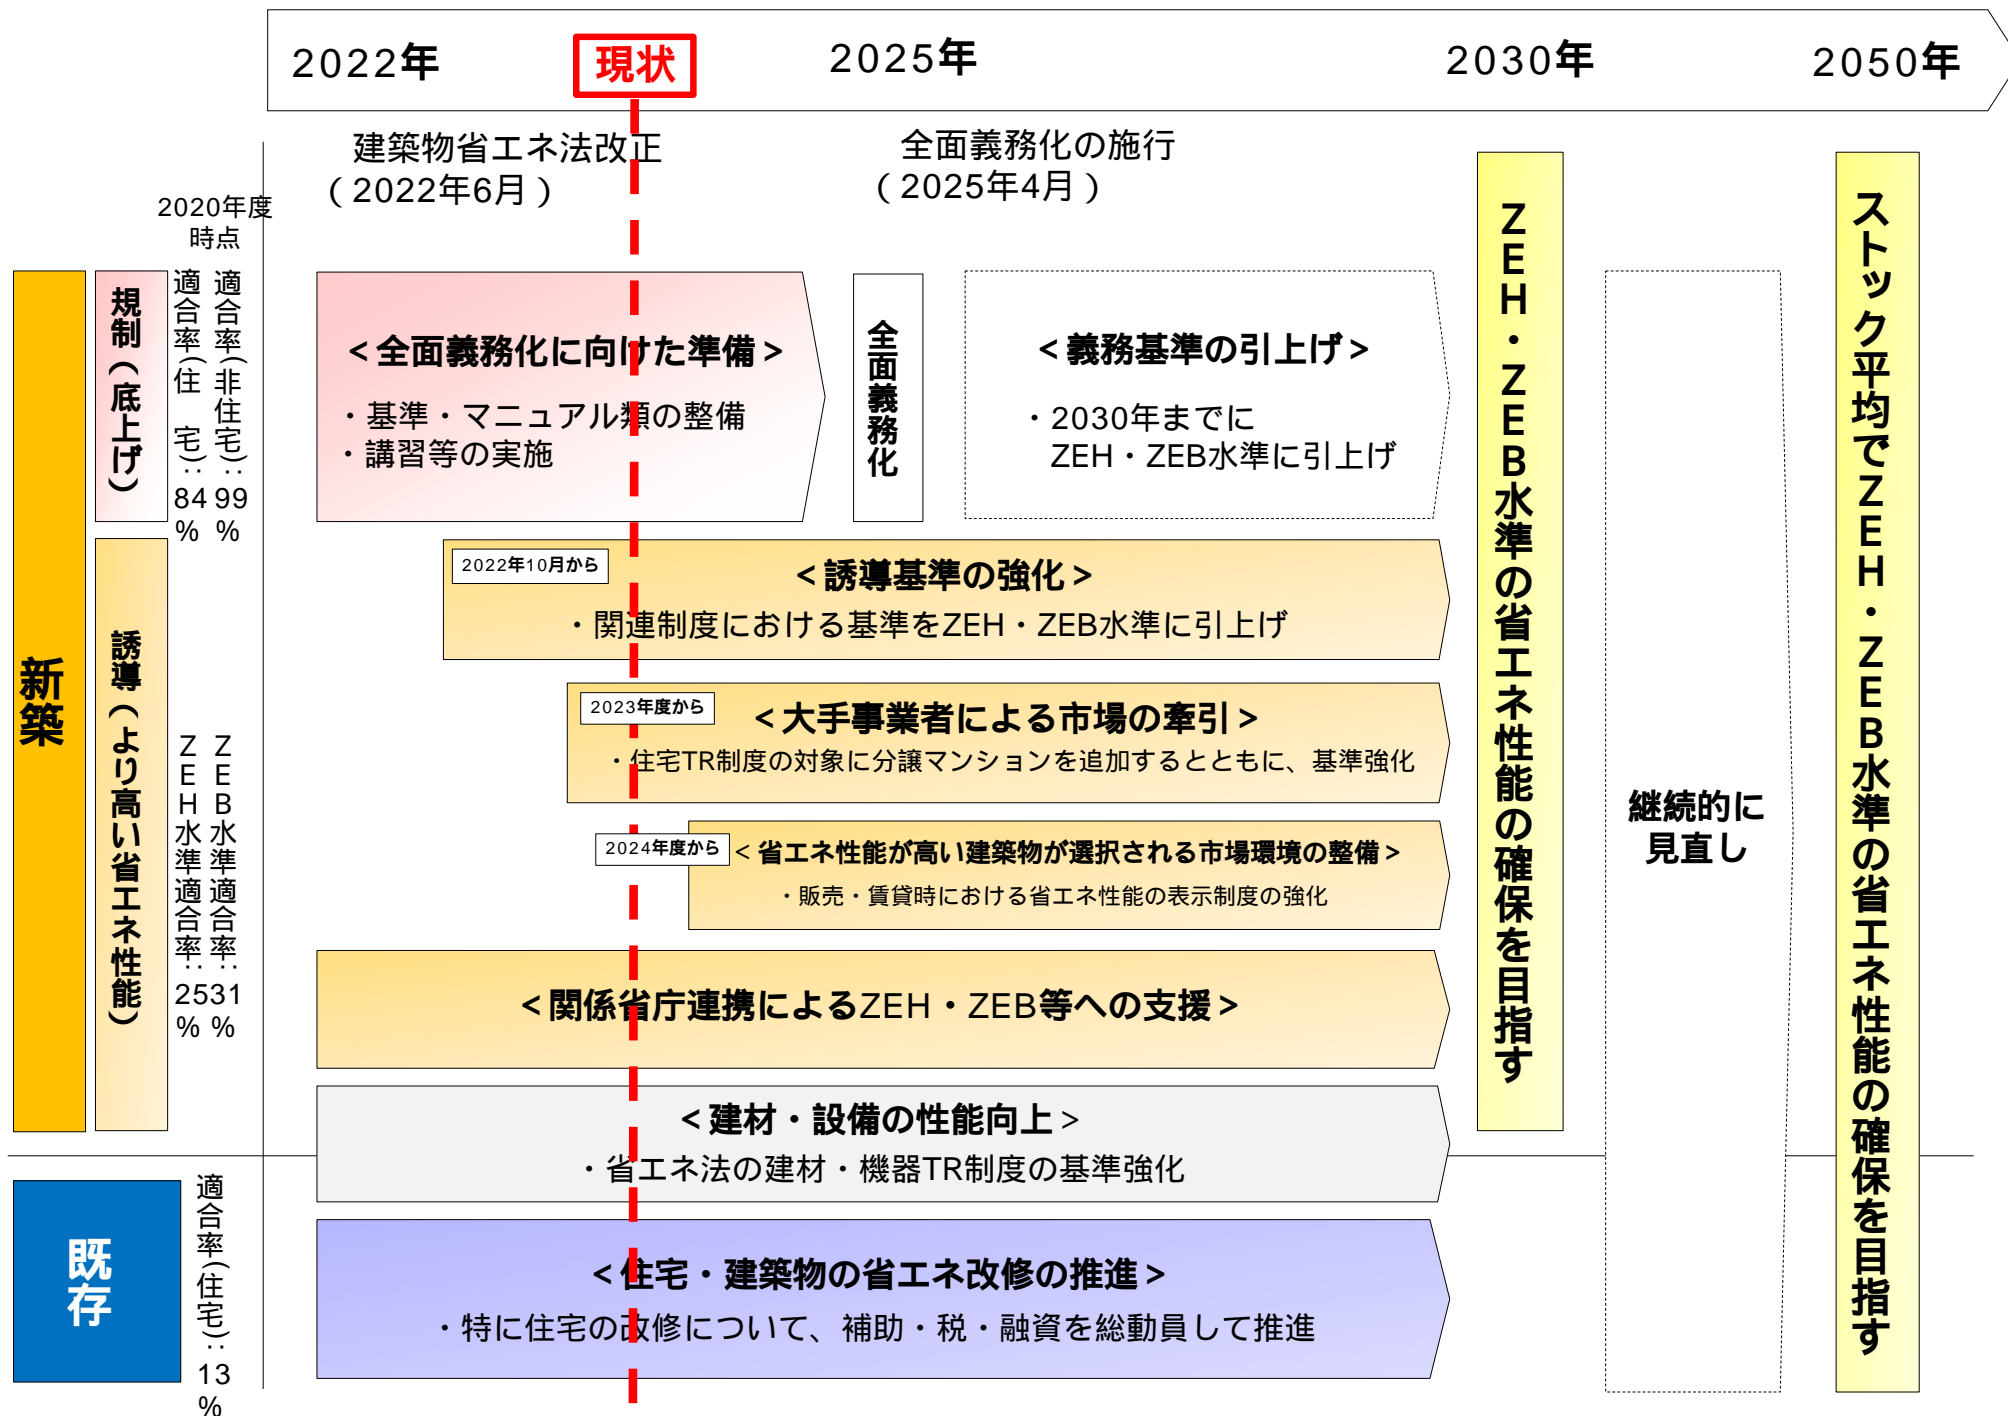 2022年
現状
2025年
2030年
2050年
建築物省エネ法改正
（2022年6月）
全面義務化の施行
（2025年4月）
2020年度
時点
新築
規制（底上げ）
適合率(非住宅)：99%
適合率(住　宅)：84%
＜全面義務化に向けた準備＞
・基準・マニュアル類の整備
・講習等の実施
全面義務化
＜義務基準の引上げ＞
・2030年までに
ZEH・ZEB水準に引上げ
誘導（より高い省エネ性能）
ZEB水準適合率：31%
ZEH水準適合率：25%
2022年10月から
＜誘導基準の強化＞
・関連制度における基準をZEH・ZEB水準に引上げ
2023年度から
＜大手事業者による市場の牽引＞
・住宅TR制度の対象に分譲マンションを追加するとともに、基準強化
2024年度から
＜省エネ性能が高い建築物が選択される市場環境の整備＞
・販売・賃貸時における省エネ性能の表示制度の強化
＜関係省庁連携によるZEH・ZEB等への支援＞
＜建材・設備の性能向上＞
・省エネ法の建材・機器TR制度の基準強化
既存
適合率(住宅)：13%
＜住宅・建築物の省エネ改修の推進＞
・特に住宅の改修について、補助・税・融資を総動員して推進
ZEH・ZEB水準の省エネ性能の確保を目指す
継続的に
見直し
ストック平均でZEH・ZEB水準の省エネ性能の確保を目指す